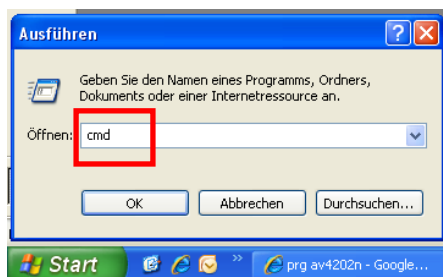 Ausführen
Geben Sie den Namen eines Programms, Ordners,
Dokuments oder einer Internetressource an.
Öffnen: cmd
OK Abbrechen Durchsuchen...
Start » prg av4202n - Google...